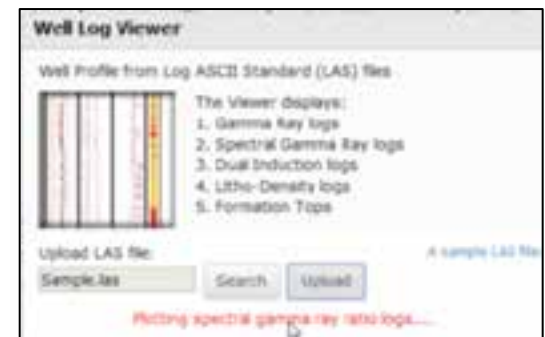 Well Log Viewer
Well Profile from Log ASCII Standard (LAS) files
The Viewer displays:
1. Gamma Ray logs
2. Spectral Gamma Ray logs
3. Dual Induction logs
4. Litho-Density logs
5. Formation Tops
Upload LAS file:
A sample LAS file
Sample.las
Search
Upload
Plotting spectral gamma ray ratio logs....